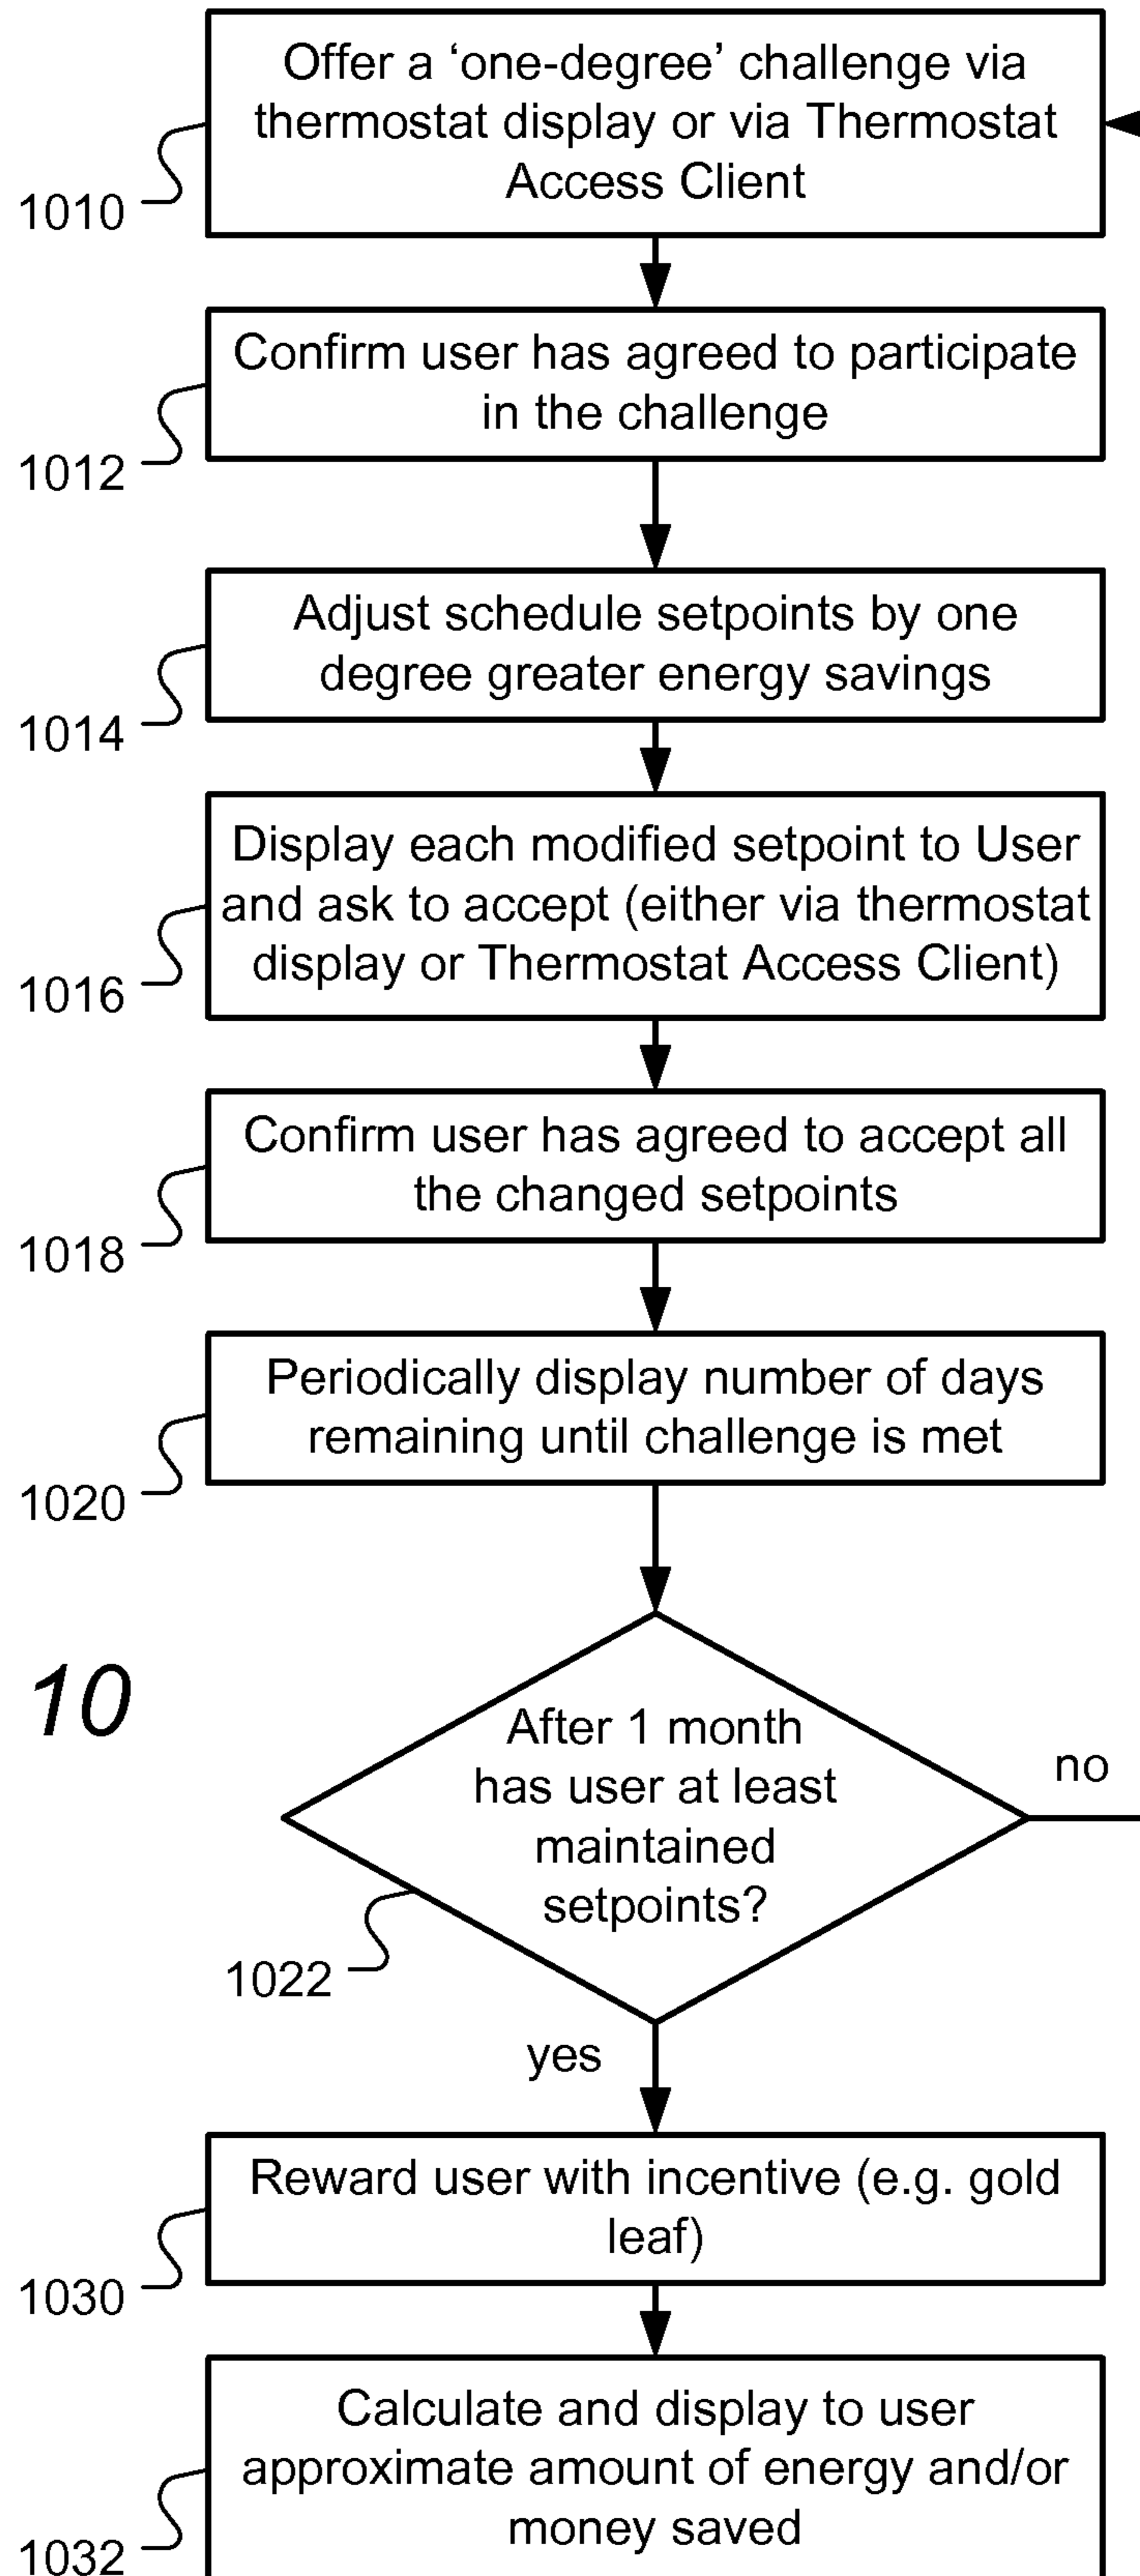 Offer a ‘one-degree’ challenge via
thermostat display or via Thermostat
Access Client
1010
Confirm user has agreed to participate
in the challenge
1012
Adjust schedule setpoints by one
degree greater energy savings
1014
Display each modified setpoint to User
and ask to accept (either via thermostat
display or Thermostat Access Client)
1016
Confirm user has agreed to accept all
the changed setpoints
1018
Periodically display number of days
remaining until challenge is met
1020
10
After 1 month
has user at least
maintained
setpoints?
no
1022
yes
Reward user with incentive (e.g. gold
leaf)
1030
Calculate and display to user
approximate amount of energy and/or
money saved
1032